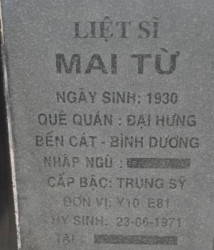 LIỆT SĨ
MAI TỪ
NGÀY SINH: 1930
QUÊ QUÁN : ĐẠI HƯNG
BẾN CÁT - BÌNH DƯƠNG
NHẬP NGŨ :
CẤP BẬC: TRUNG SỸ
ĐƠN VỊ: Y10 E81
HY SINH: 23-06-1971
TẠI :